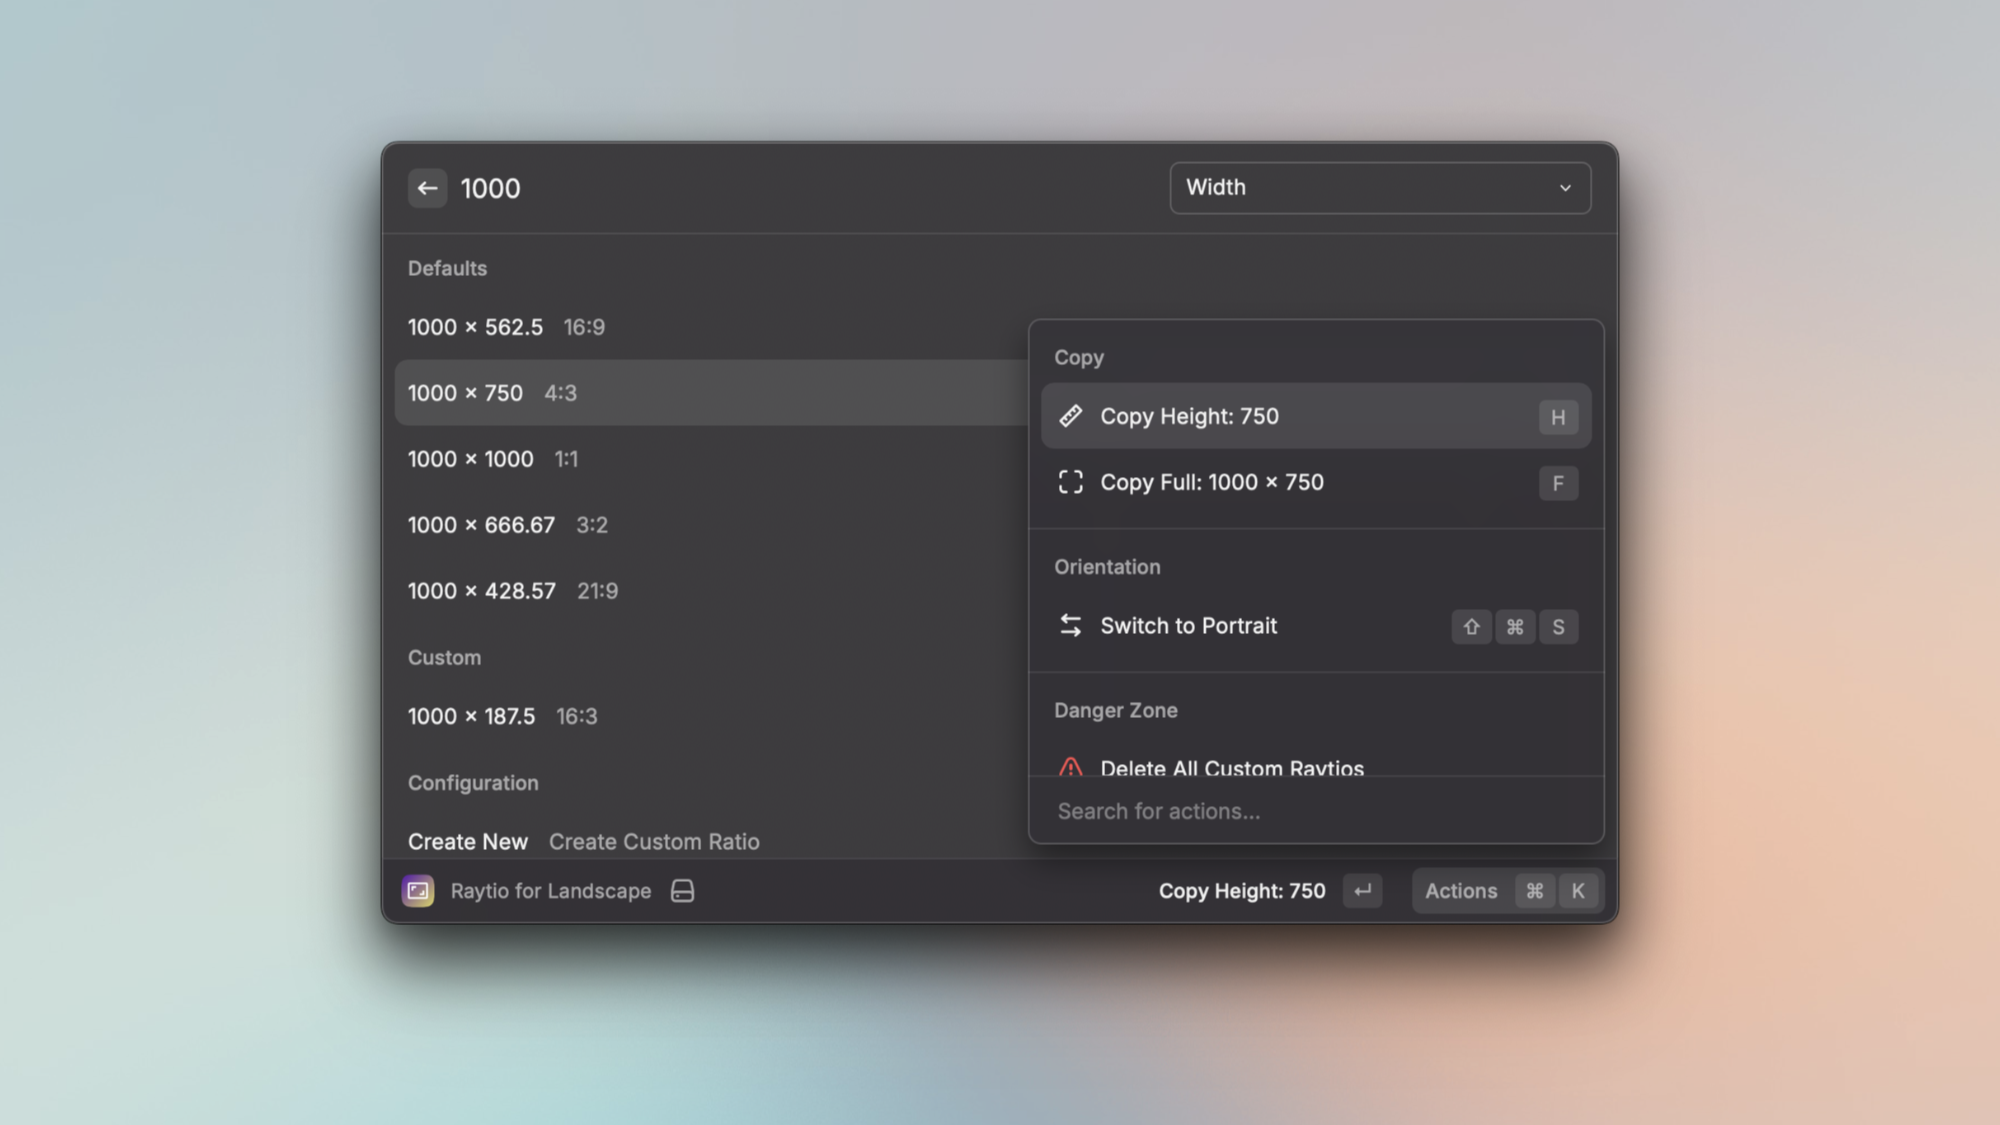 1000
Width
Defaults
1000 × 562.5 16:9
1000 × 750 4:3
1000 × 1000 1:1
1000 × 666.67 3:2
1000 × 428.57 21:9
Custom
1000 × 187.5 16:3
Configuration
Create New Create Custom Ratio
Copy
Copy Height: 750 H
Copy Full: 1000 × 750 F
Orientation
Switch to Portrait ⇧ ⌘ S
Danger Zone
Delete All Custom Raytios
Search for actions...
Raytio for Landscape
Copy Height: 750 ↵
Actions ⌘ K